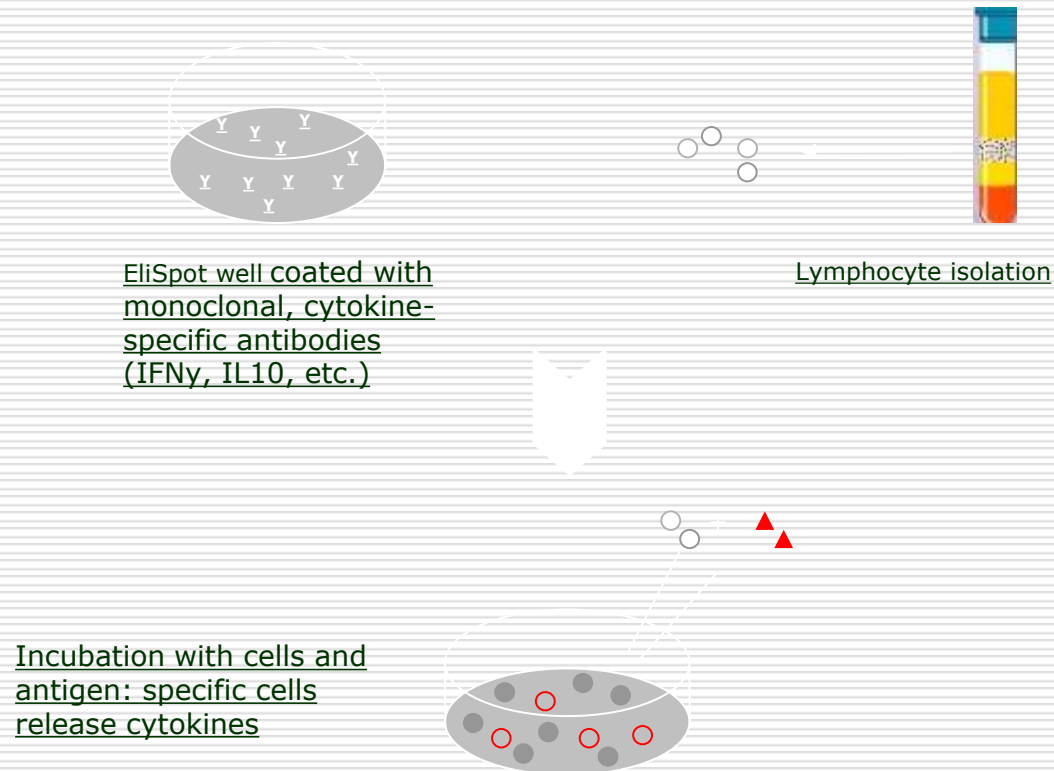 Y Y Y
Y
Y
Y Y Y Y
Y
EliSpot well coated with
monoclonal, cytokine-
specific antibodies
(IFNy, IL10, etc.)
Lymphocyte isolation
+
Incubation with cells and
antigen: specific cells
release cytokines